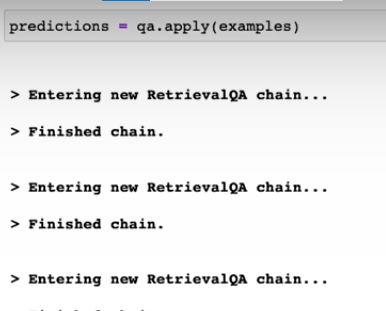 predictions = qa.apply(examples)
> Entering new RetrievalQA chain...
> Finished chain.
> Entering new RetrievalQA chain...
> Finished chain.
> Entering new RetrievalQA chain...